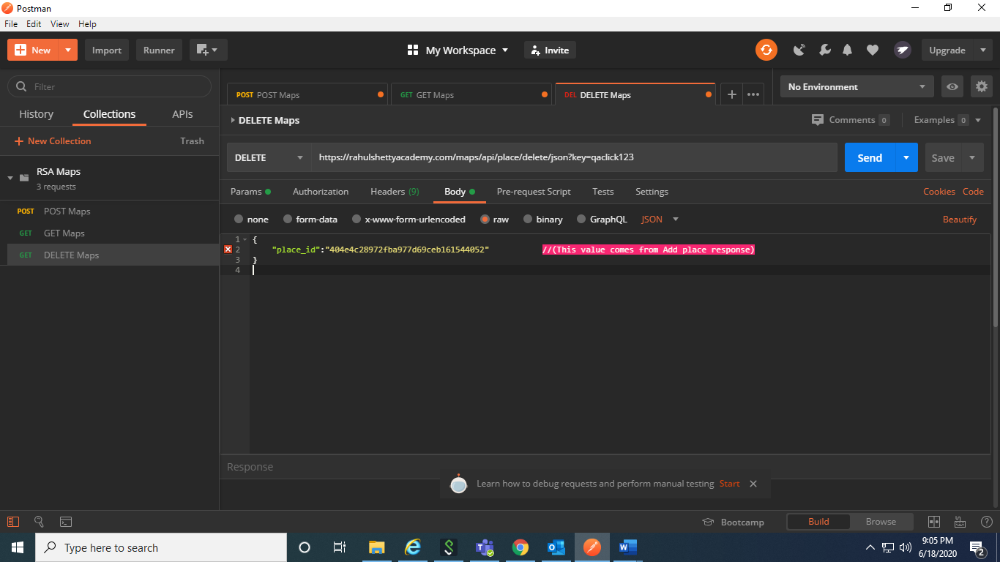 Postman
File Edit View Help
New Import Runner My Workspace Invite Upgrade
Filter
History Collections APIs
New Collection Trash
RSA Maps
3 requests
POST POST Maps
GET GET Maps
GET DELETE Maps
POST POST Maps GET GET Maps DEL DELETE Maps No Environment
DELETE Maps Comments 0 Examples 0
DELETE https://rahulshettyacademy.com/maps/api/place/delete/json?key=qaclick123 Send Save
Params Authorization Headers (9) Body Pre-request Script Tests Settings Cookies Code
none form-data x-www-form-urlencoded raw binary GraphQL JSON Beautify
1 {
2 "place_id":"404e4c28972fba977d69ceb161544052" //(This value comes from Add place response)
3 }
4
Response
Learn how to debug requests and perform manual testing Start
Bootcamp Build Browse
Type here to search
9:05 PM
6/18/2020
2